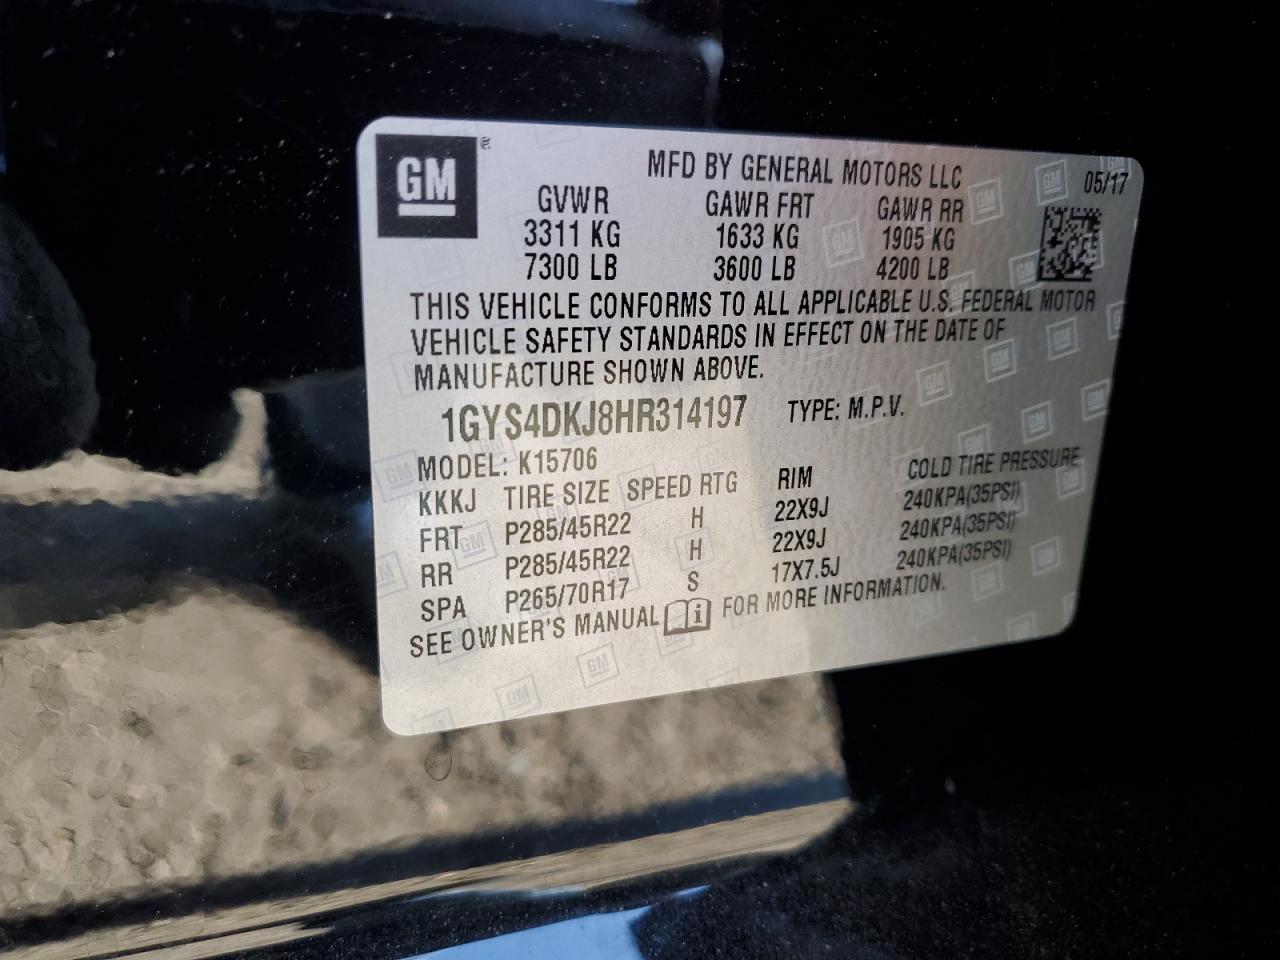 GM ®
MFD BY GENERAL MOTORS LLC 05/17
GVWR GAWR FRT GAWR RR
3311 KG 1633 KG 1905 KG
7300 LB 3600 LB 4200 LB
THIS VEHICLE CONFORMS TO ALL APPLICABLE U.S. FEDERAL MOTOR
VEHICLE SAFETY STANDARDS IN EFFECT ON THE DATE OF
MANUFACTURE SHOWN ABOVE.
1GYS4DKJ8HR314197 TYPE: M.P.V.
MODEL: K15706
KKKJ TIRE SIZE SPEED RTG RIM COLD TIRE PRESSURE
FRT P285/45R22 H 22X9J 240KPA(35PSI)
RR P285/45R22 H 22X9J 240KPA(35PSI)
SPA P265/70R17 S 17X7.5J 240KPA(35PSI)
SEE OWNER'S MANUAL FOR MORE INFORMATION.